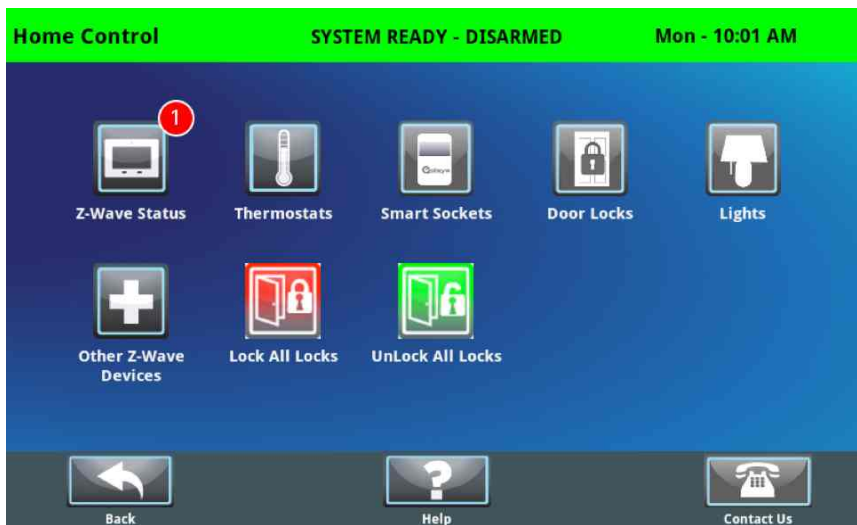 Home Control SYSTEM READY - DISARMED Mon - 10:01 AM
1
Z-Wave Status Thermostats Smart Sockets Door Locks Lights
Other Z-Wave
Devices
Lock All Locks UnLock All Locks
Back Help Contact Us